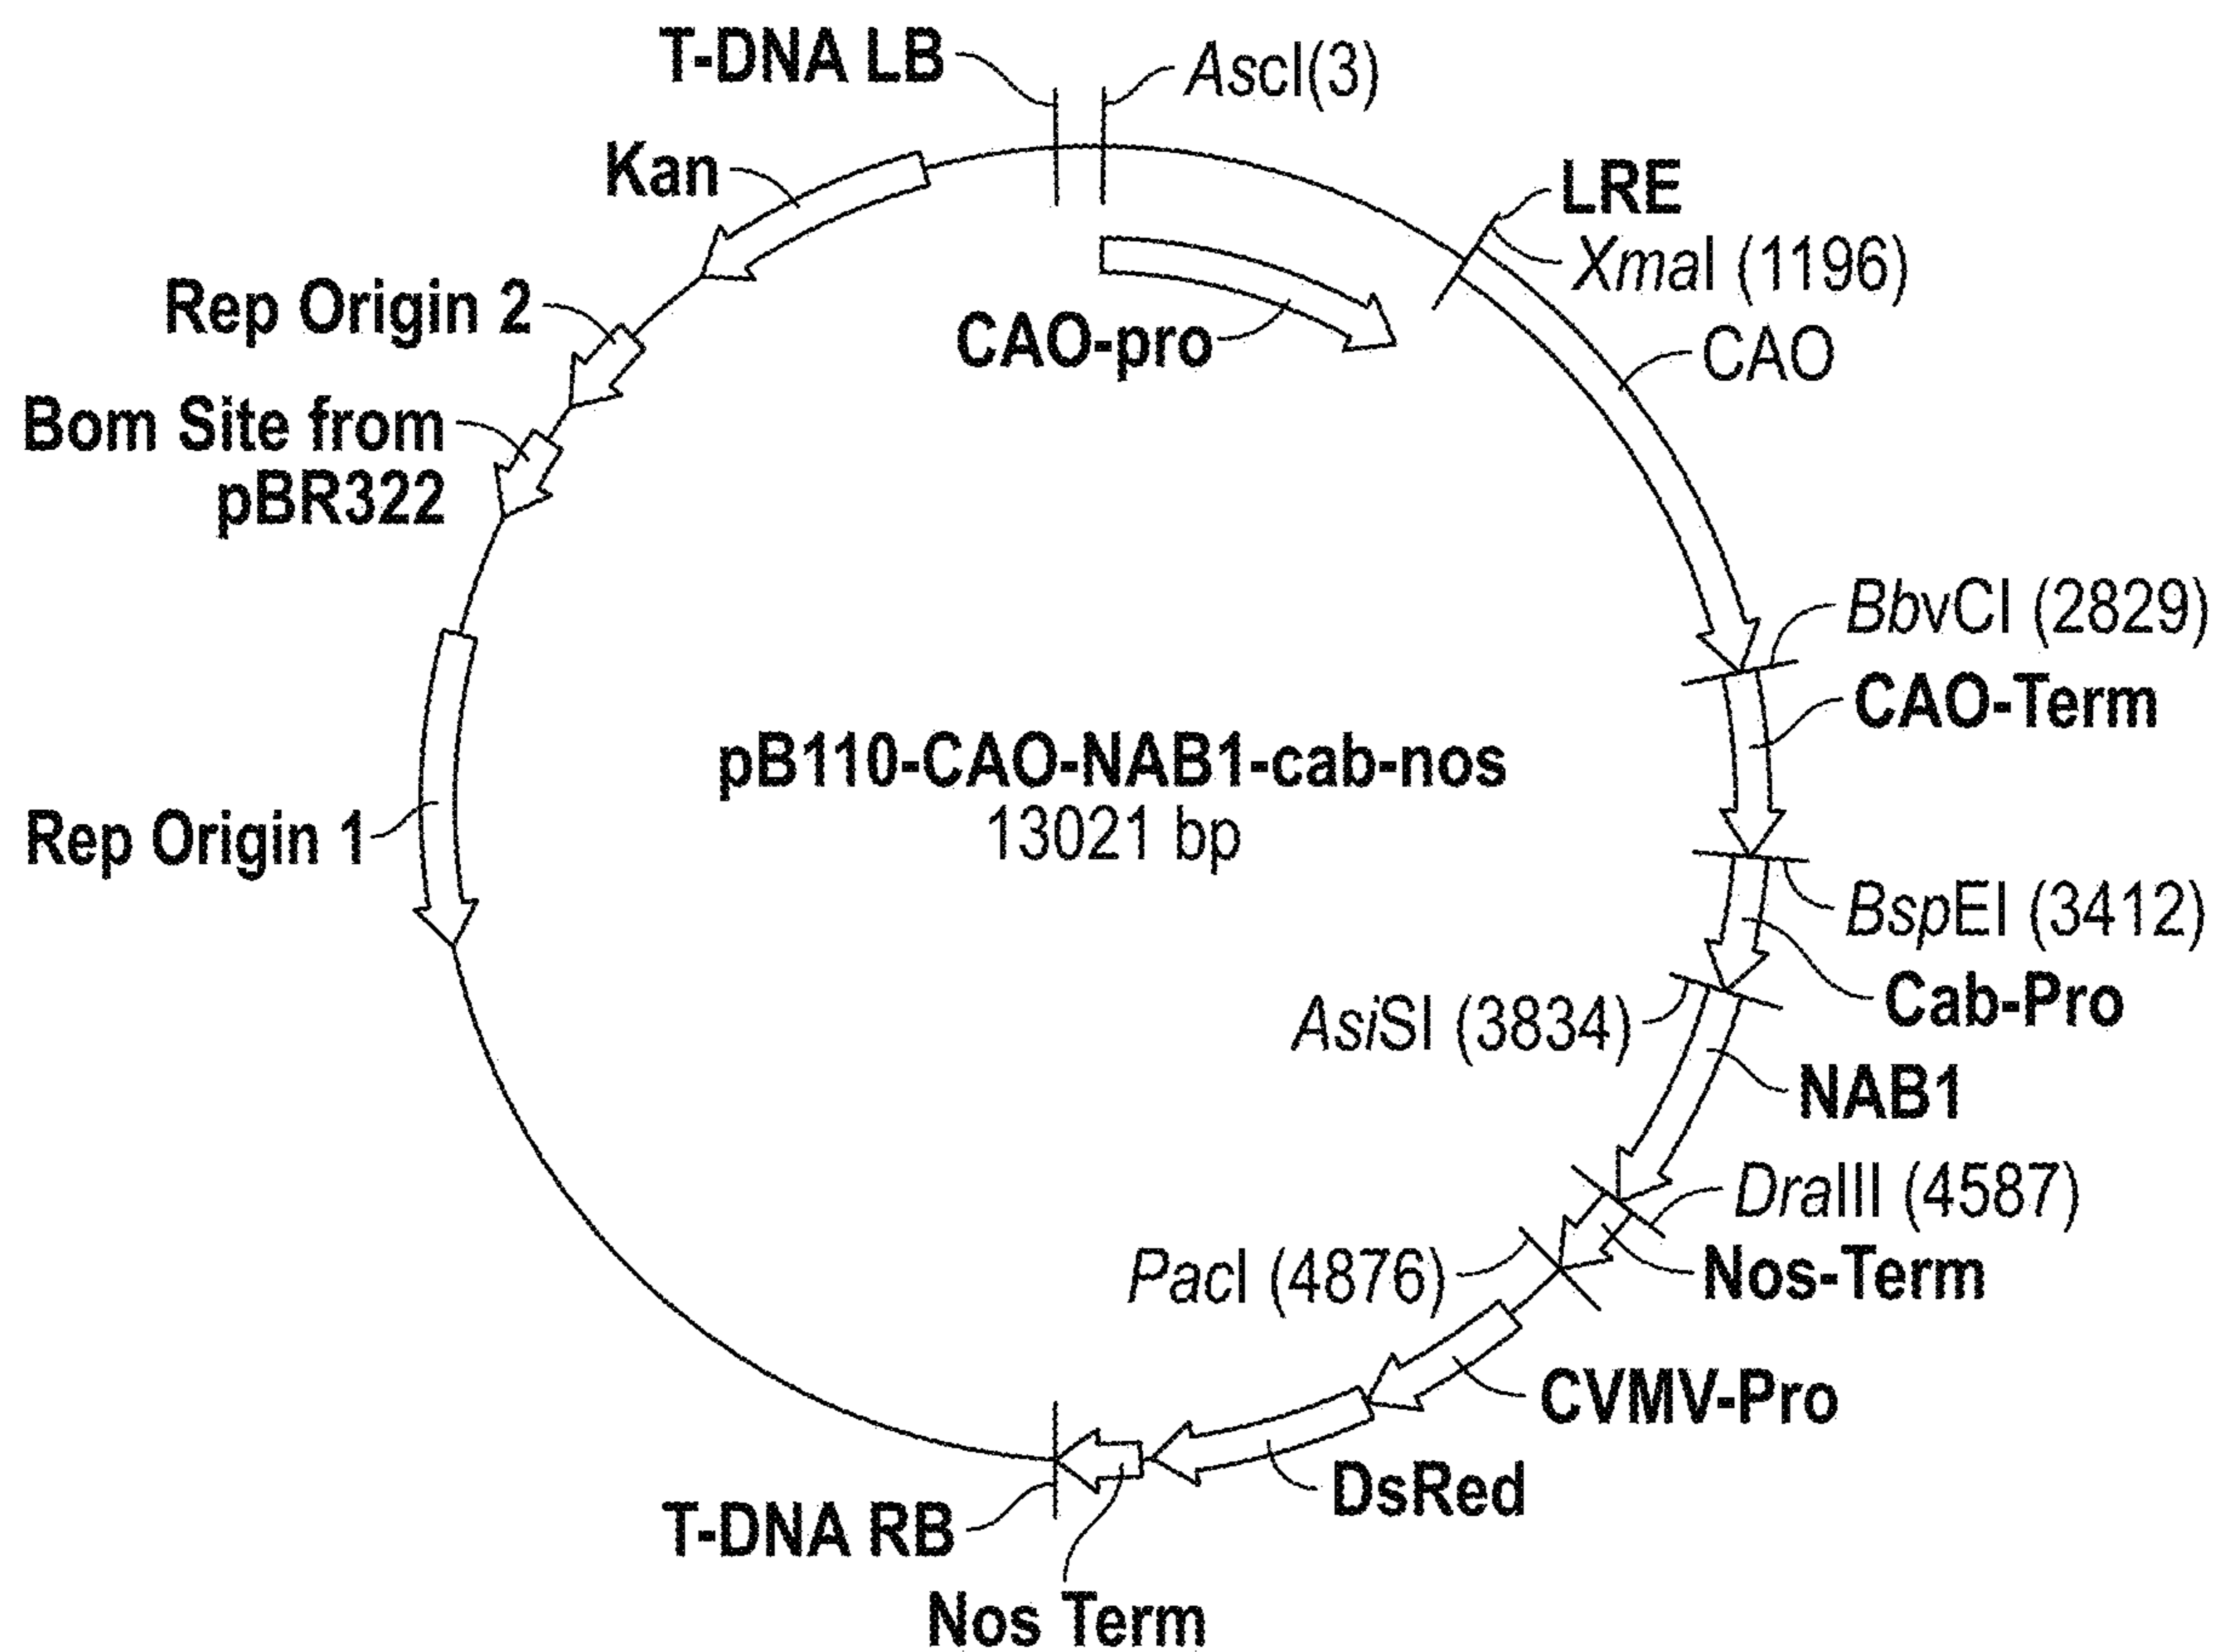 T-DNA LB
AscI(3)
Kan
LRE
XmaI (1196)
Rep Origin 2
CAO-pro
CAO
Bom Site from
pBR322
BbvCI (2829)
CAO-Term
pB110-CAO-NAB1-cab-nos
13021 bp
Rep Origin 1
BspEI (3412)
Cab-Pro
AsiSI (3834)
NAB1
DraIII (4587)
PacI (4876)
Nos-Term
CVMV-Pro
DsRed
T-DNA RB
Nos Term